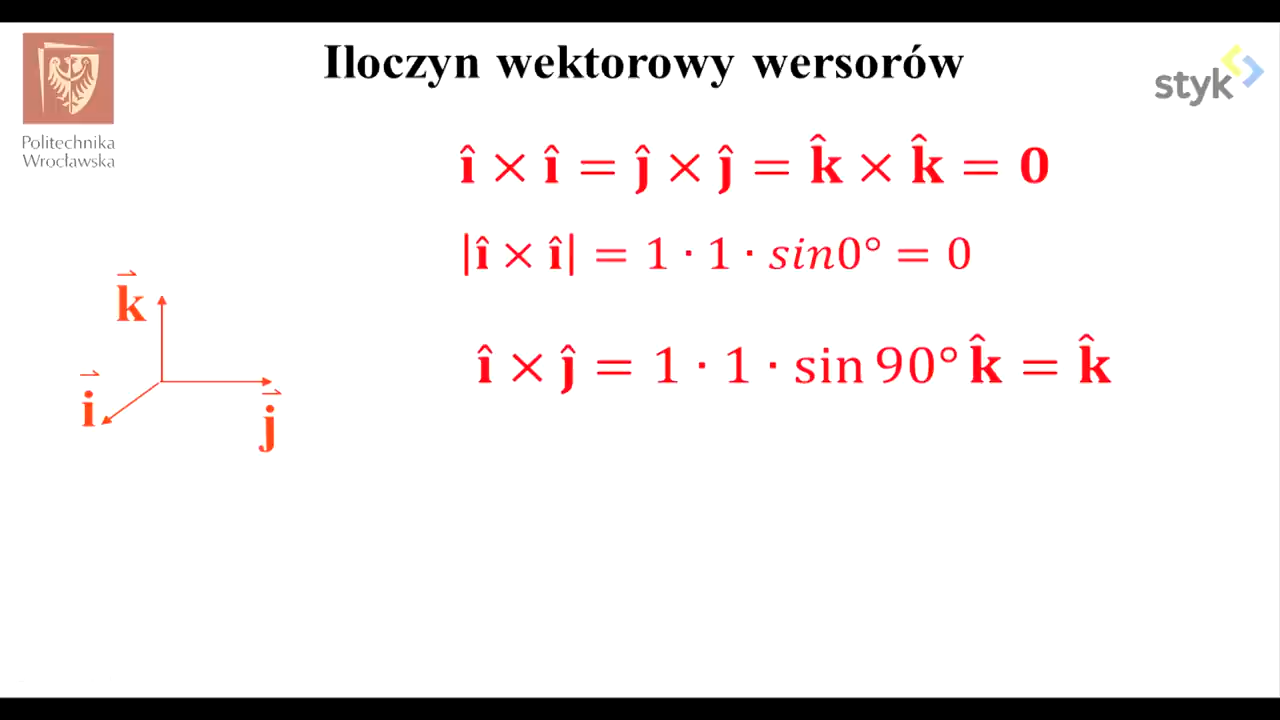 Iloczyn wektorowy wersorów
styk
Politechnika
Wrocławska
î × î = ĵ × ĵ = k̂ × k̂ = 0
|î × î| = 1 · 1 · sin0° = 0
î × ĵ = 1 · 1 · sin 90° k̂ = k̂
k⃗
i⃗
j⃗